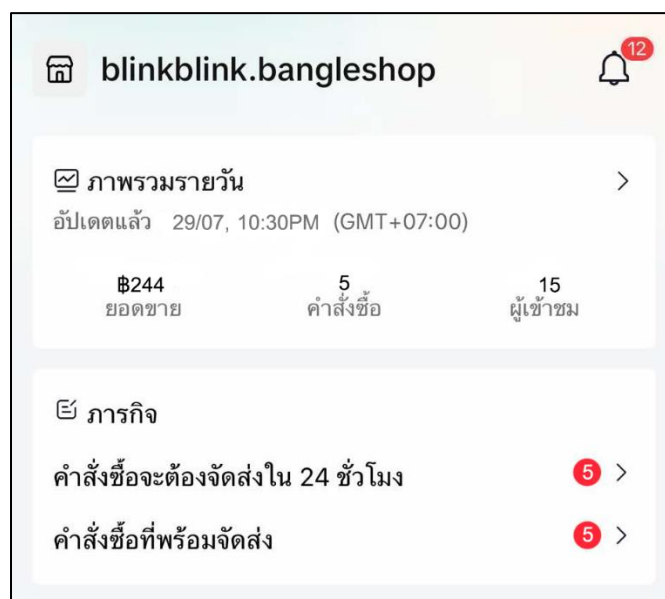 blinkblink.bangleshop
12
ภาพรวมรายวัน
อัปเดตแล้ว 29/07, 10:30PM (GMT+07:00)
฿244 5 15
ยอดขาย คำสั่งซื้อ ผู้เข้าชม
ภารกิจ
คำสั่งซื้อจะต้องจัดส่งใน 24 ชั่วโมง 5
คำสั่งซื้อที่พร้อมจัดส่ง 5